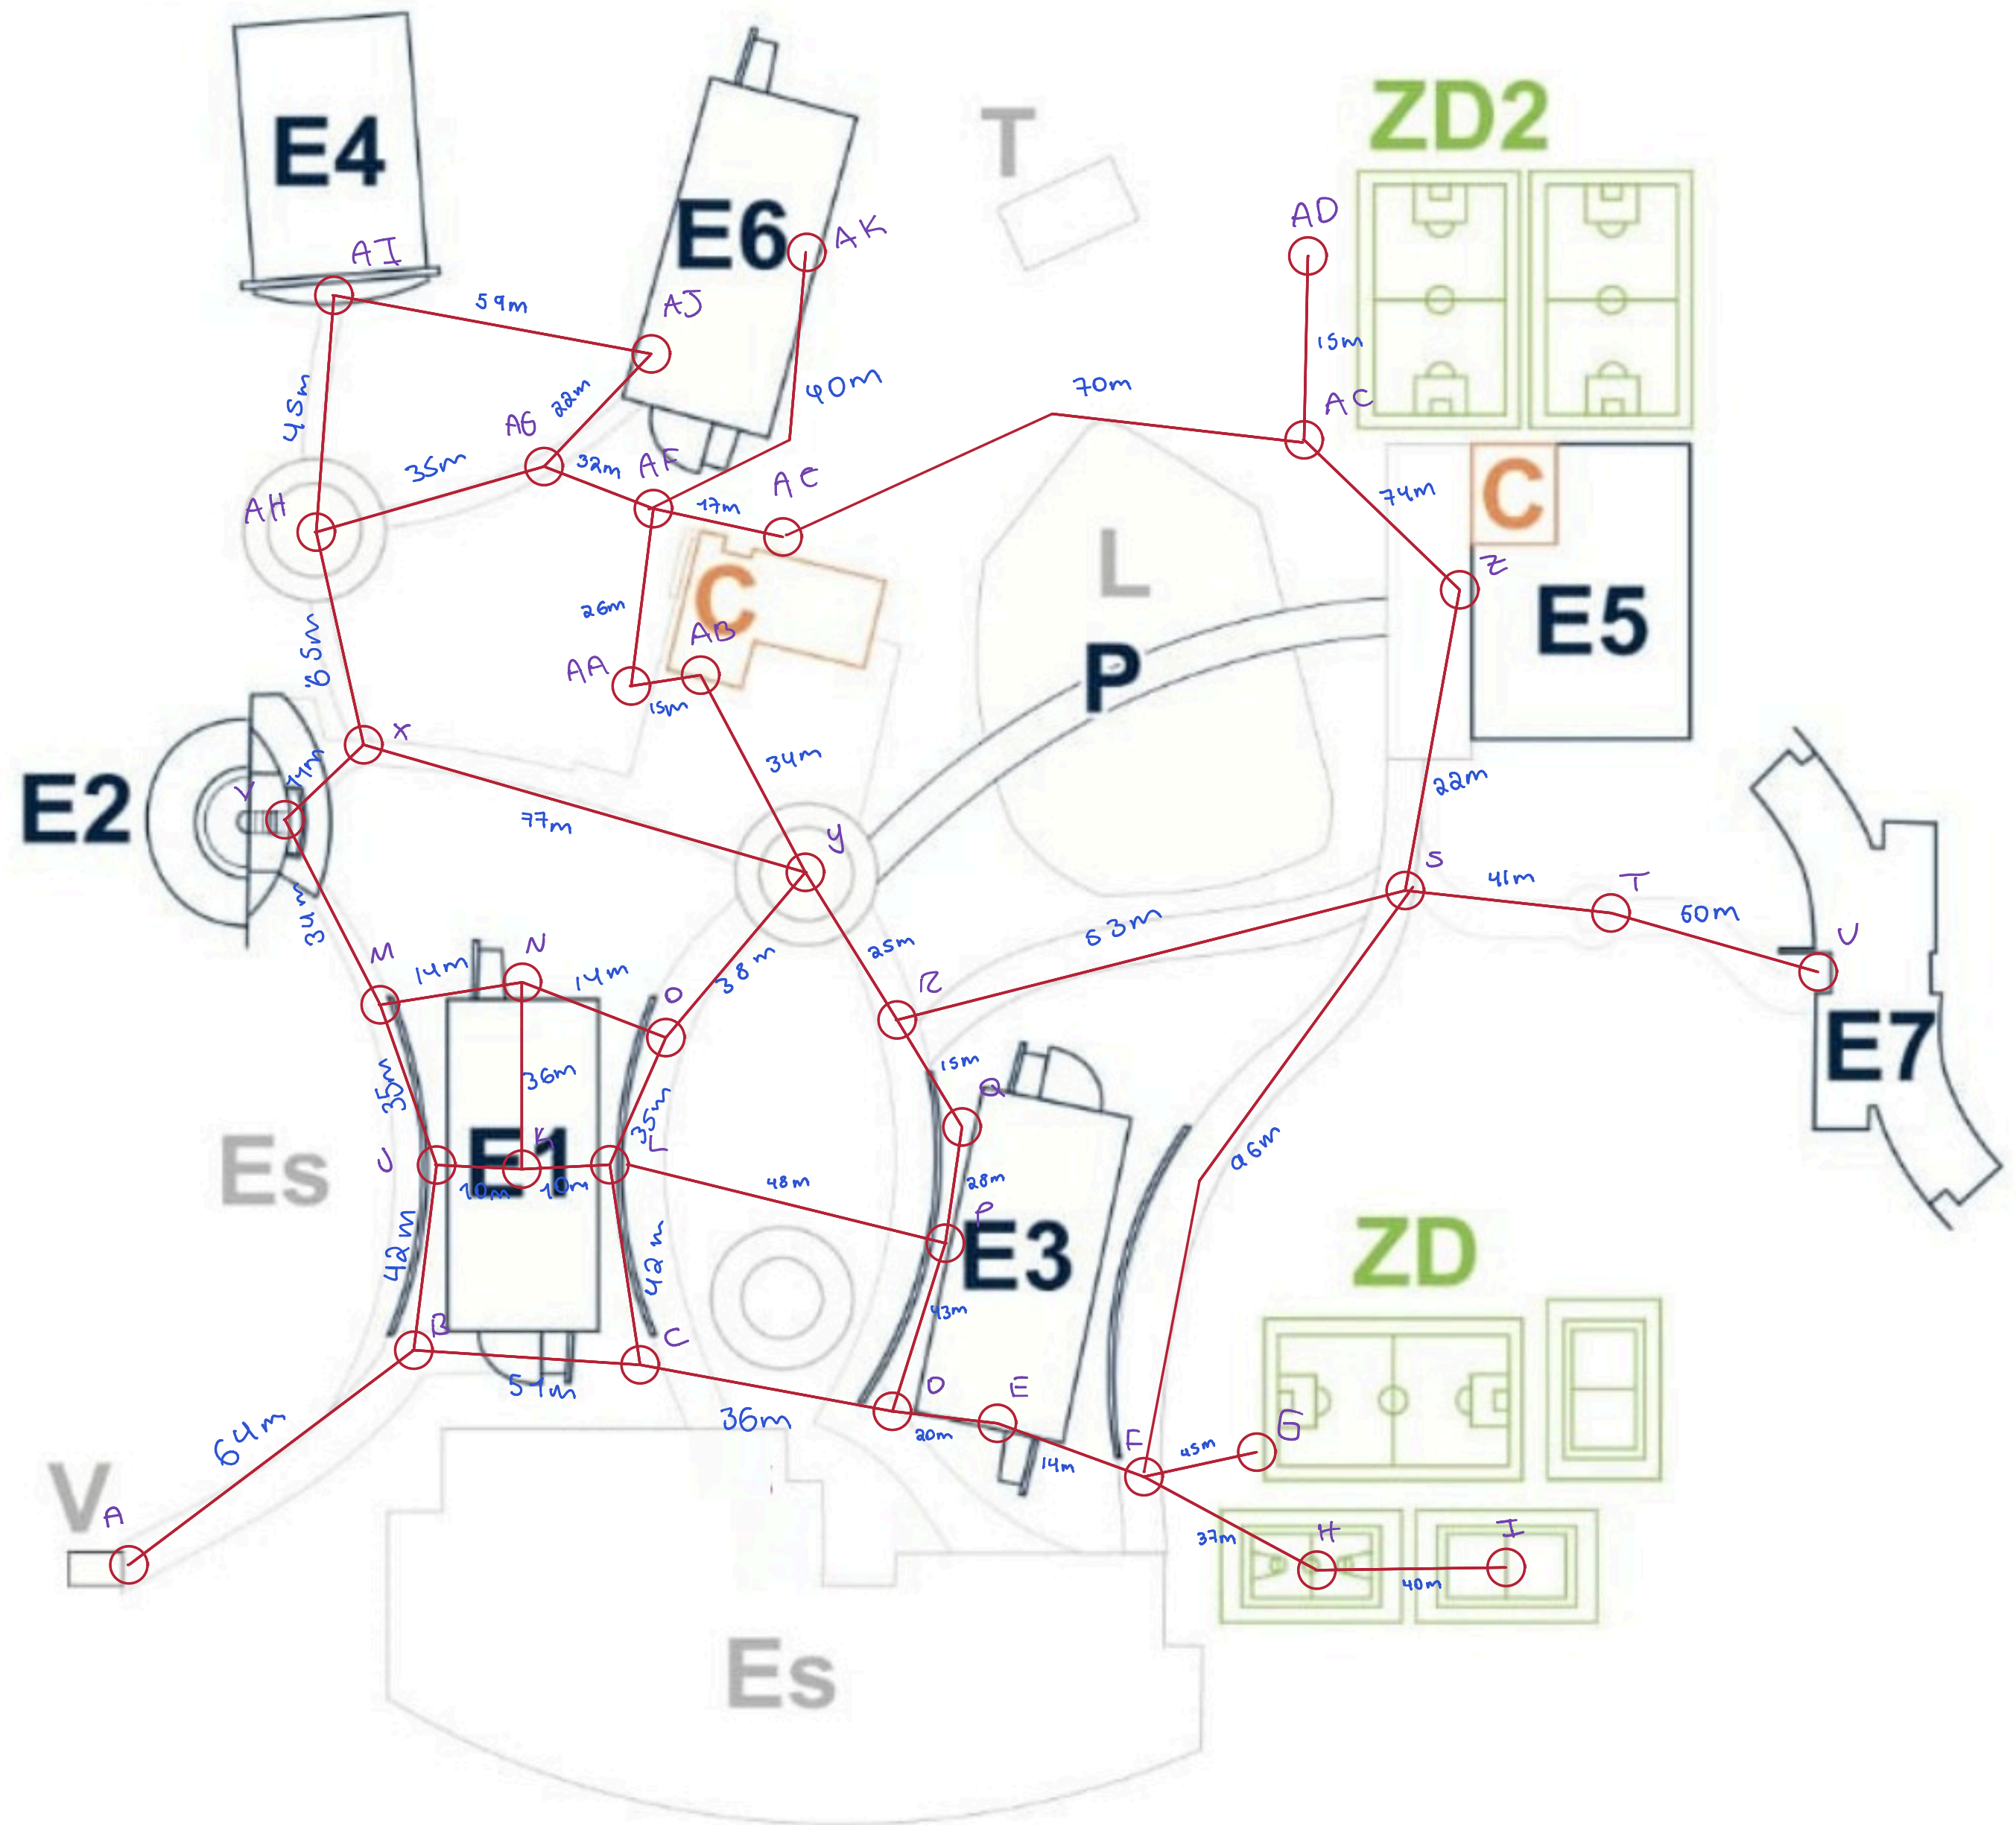 E4
E6
T
ZD2
AI
AJ
AK
AD
59m
45m
22m
40m
70m
15m
AG
AC
35m
32m
AF
17m
AE
74m
C
AH
L
Z
E5
26m
C
P
AB
AA
15m
65m
X
34m
22m
E2
V
14m
77m
Y
S
41m
T
60m
U
34m
M
N
14m
14m
O
38m
25m
R
63m
E7
35m
36m
35m
15m
Q
Es
J
E1
K
L
10m
10m
48m
28m
P
E3
96m
ZD
42m
42m
43m
B
C
51m
36m
D
E
20m
14m
F
45m
G
64m
V
A
37m
H
I
40m
Es